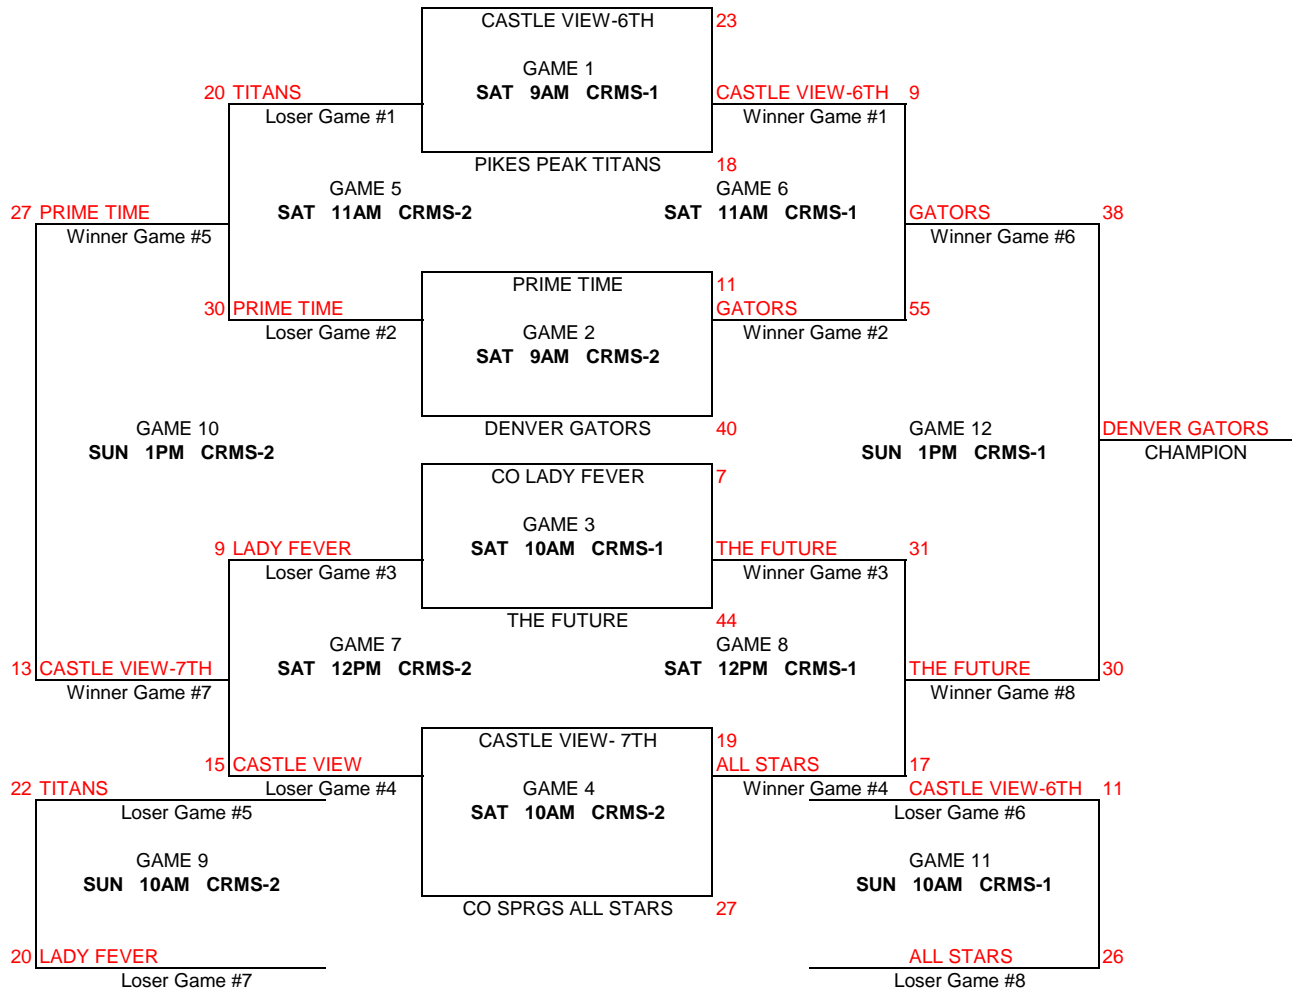 CASTLE VIEW-6TH 23
GAME 1
20 TITANS SAT 9AM CRMS-1 CASTLE VIEW-6TH 9
Loser Game #1 Winner Game #1
PIKES PEAK TITANS 18
GAME 5 GAME 6
27 PRIME TIME SAT 11AM CRMS-2 SAT 11AM CRMS-1 GATORS 38
Winner Game #5 Winner Game #6
PRIME TIME 11
30 PRIME TIME GATORS 55
Loser Game #2 GAME 2 Winner Game #2
SAT 9AM CRMS-2
GAME 10 DENVER GATORS 40 GAME 12 DENVER GATORS
SUN 1PM CRMS-2 SUN 1PM CRMS-1 CHAMPION
CO LADY FEVER 7
GAME 3
9 LADY FEVER SAT 10AM CRMS-1 THE FUTURE 31
Loser Game #3 Winner Game #3
THE FUTURE 44
GAME 7 GAME 8
13 CASTLE VIEW-7TH SAT 12PM CRMS-2 SAT 12PM CRMS-1 THE FUTURE 30
Winner Game #7 Winner Game #8
CASTLE VIEW- 7TH 19
15 CASTLE VIEW ALL STARS 17
22 TITANS Loser Game #4 GAME 4 Winner Game #4 CASTLE VIEW-6TH 11
Loser Game #5 SAT 10AM CRMS-2 Loser Game #6
GAME 9 GAME 11
SUN 10AM CRMS-2 SUN 10AM CRMS-1
CO SPRGS ALL STARS 27
20 LADY FEVER ALL STARS 26
Loser Game #7 Loser Game #8